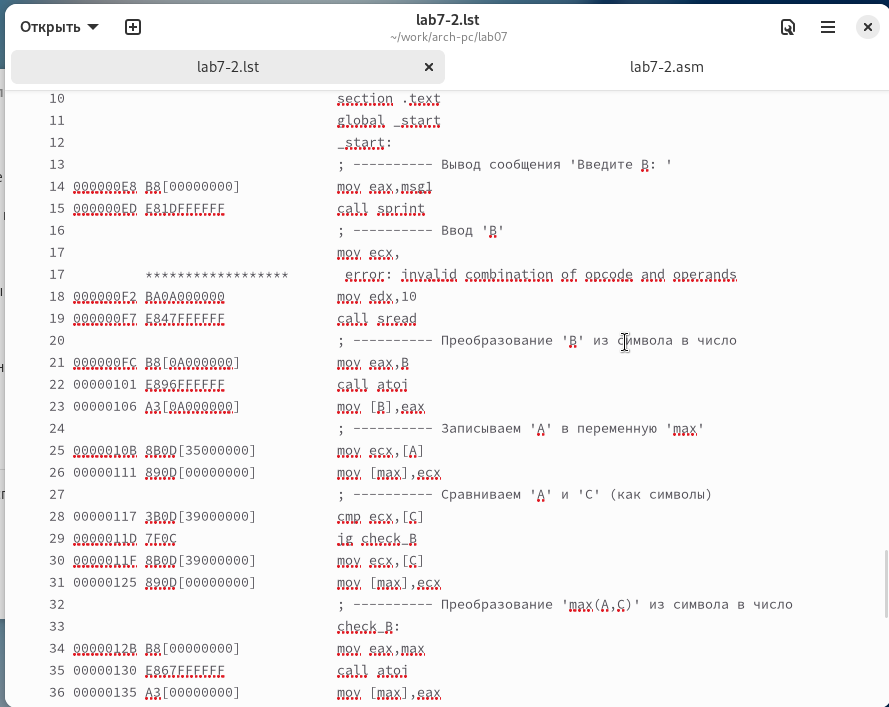 Открыть
lab7-2.lst
~/work/arch-pc/lab07
lab7-2.lst
lab7-2.asm
10 section .text
11 global _start
12 _start:
13 ; ---------- Вывод сообщения 'Введите B: '
14 000000E8 B8[00000000] mov eax,msg1
15 000000ED E81DFFFFFF call sprint
16 ; ---------- Ввод 'B'
17 mov ecx,
17 ****************** error: invalid combination of opcode and operands
18 000000F2 BA0A000000 mov edx,10
19 000000F7 E847FFFFFF call sread
20 ; ---------- Преобразование 'B' из символа в число
21 000000FC B8[0A000000] mov eax,B
22 00000101 E896FFFFFF call atoi
23 00000106 A3[0A000000] mov [B],eax
24 ; ---------- Записываем 'A' в переменную 'max'
25 0000010B 8B0D[35000000] mov ecx,[A]
26 00000111 890D[00000000] mov [max],ecx
27 ; ---------- Сравниваем 'A' и 'C' (как символы)
28 00000117 3B0D[39000000] cmp ecx,[C]
29 0000011D 7F0C jg check_B
30 0000011F 8B0D[39000000] mov ecx,[C]
31 00000125 890D[00000000] mov [max],ecx
32 ; ---------- Преобразование 'max(A,C)' из символа в число
33 check_B:
34 0000012B B8[00000000] mov eax,max
35 00000130 E867FFFFFF call atoi
36 00000135 A3[00000000] mov [max],eax